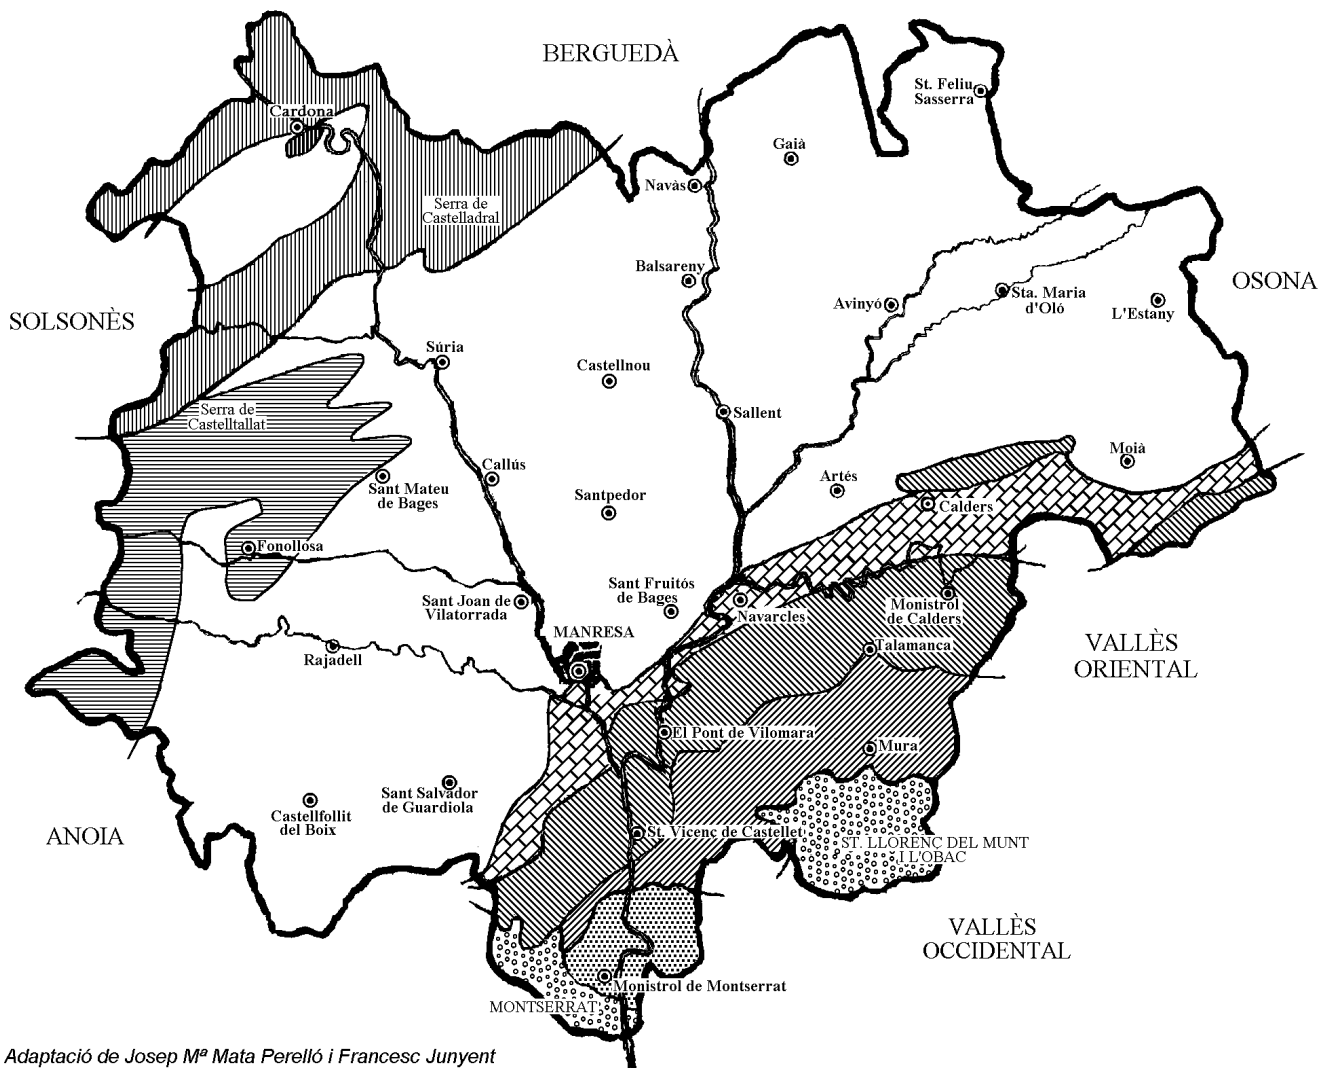 BERGUEDÀ
St. Feliu
Sasserra
Cardona
Gaià
Navàs
Serra de
Castelladral
Balsareny
OSONA
Avinyó
Sta. Maria
d'Oló
L'Estany
SOLSONÈS
Súria
Castellnou
Serra de
Castelltallat
Sallent
Moià
Callús
Artés
Sant Mateu
de Bages
Santpedor
Calders
Fonollosa
Sant Fruitós
de Bages
Sant Joan de
Vilatorrada
Navarcles
Monistrol
de Calders
MANRESA
Talamanca
VALLÈS
ORIENTAL
Rajadell
El Pont de Vilomara
Mura
Sant Salvador
de Guardiola
Castellfollit
del Boix
ANOIA
St. Vicenç de Castellet
ST. LLORENÇ DEL MUNT
I L'OBAC
VALLÈS
OCCIDENTAL
Monistrol de Montserrat
MONTSERRAT
Adaptació de Josep Mª Mata Perelló i Francesc Junyent